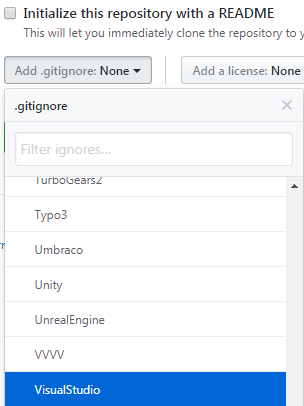 Initialize this repository with a README
This will let you immediately clone the repository to y
Add .gitignore: None
Add a license: None
.gitignore
Filter ignores...
TurboGears2
Typo3
Umbraco
Unity
UnrealEngine
VVVV
VisualStudio